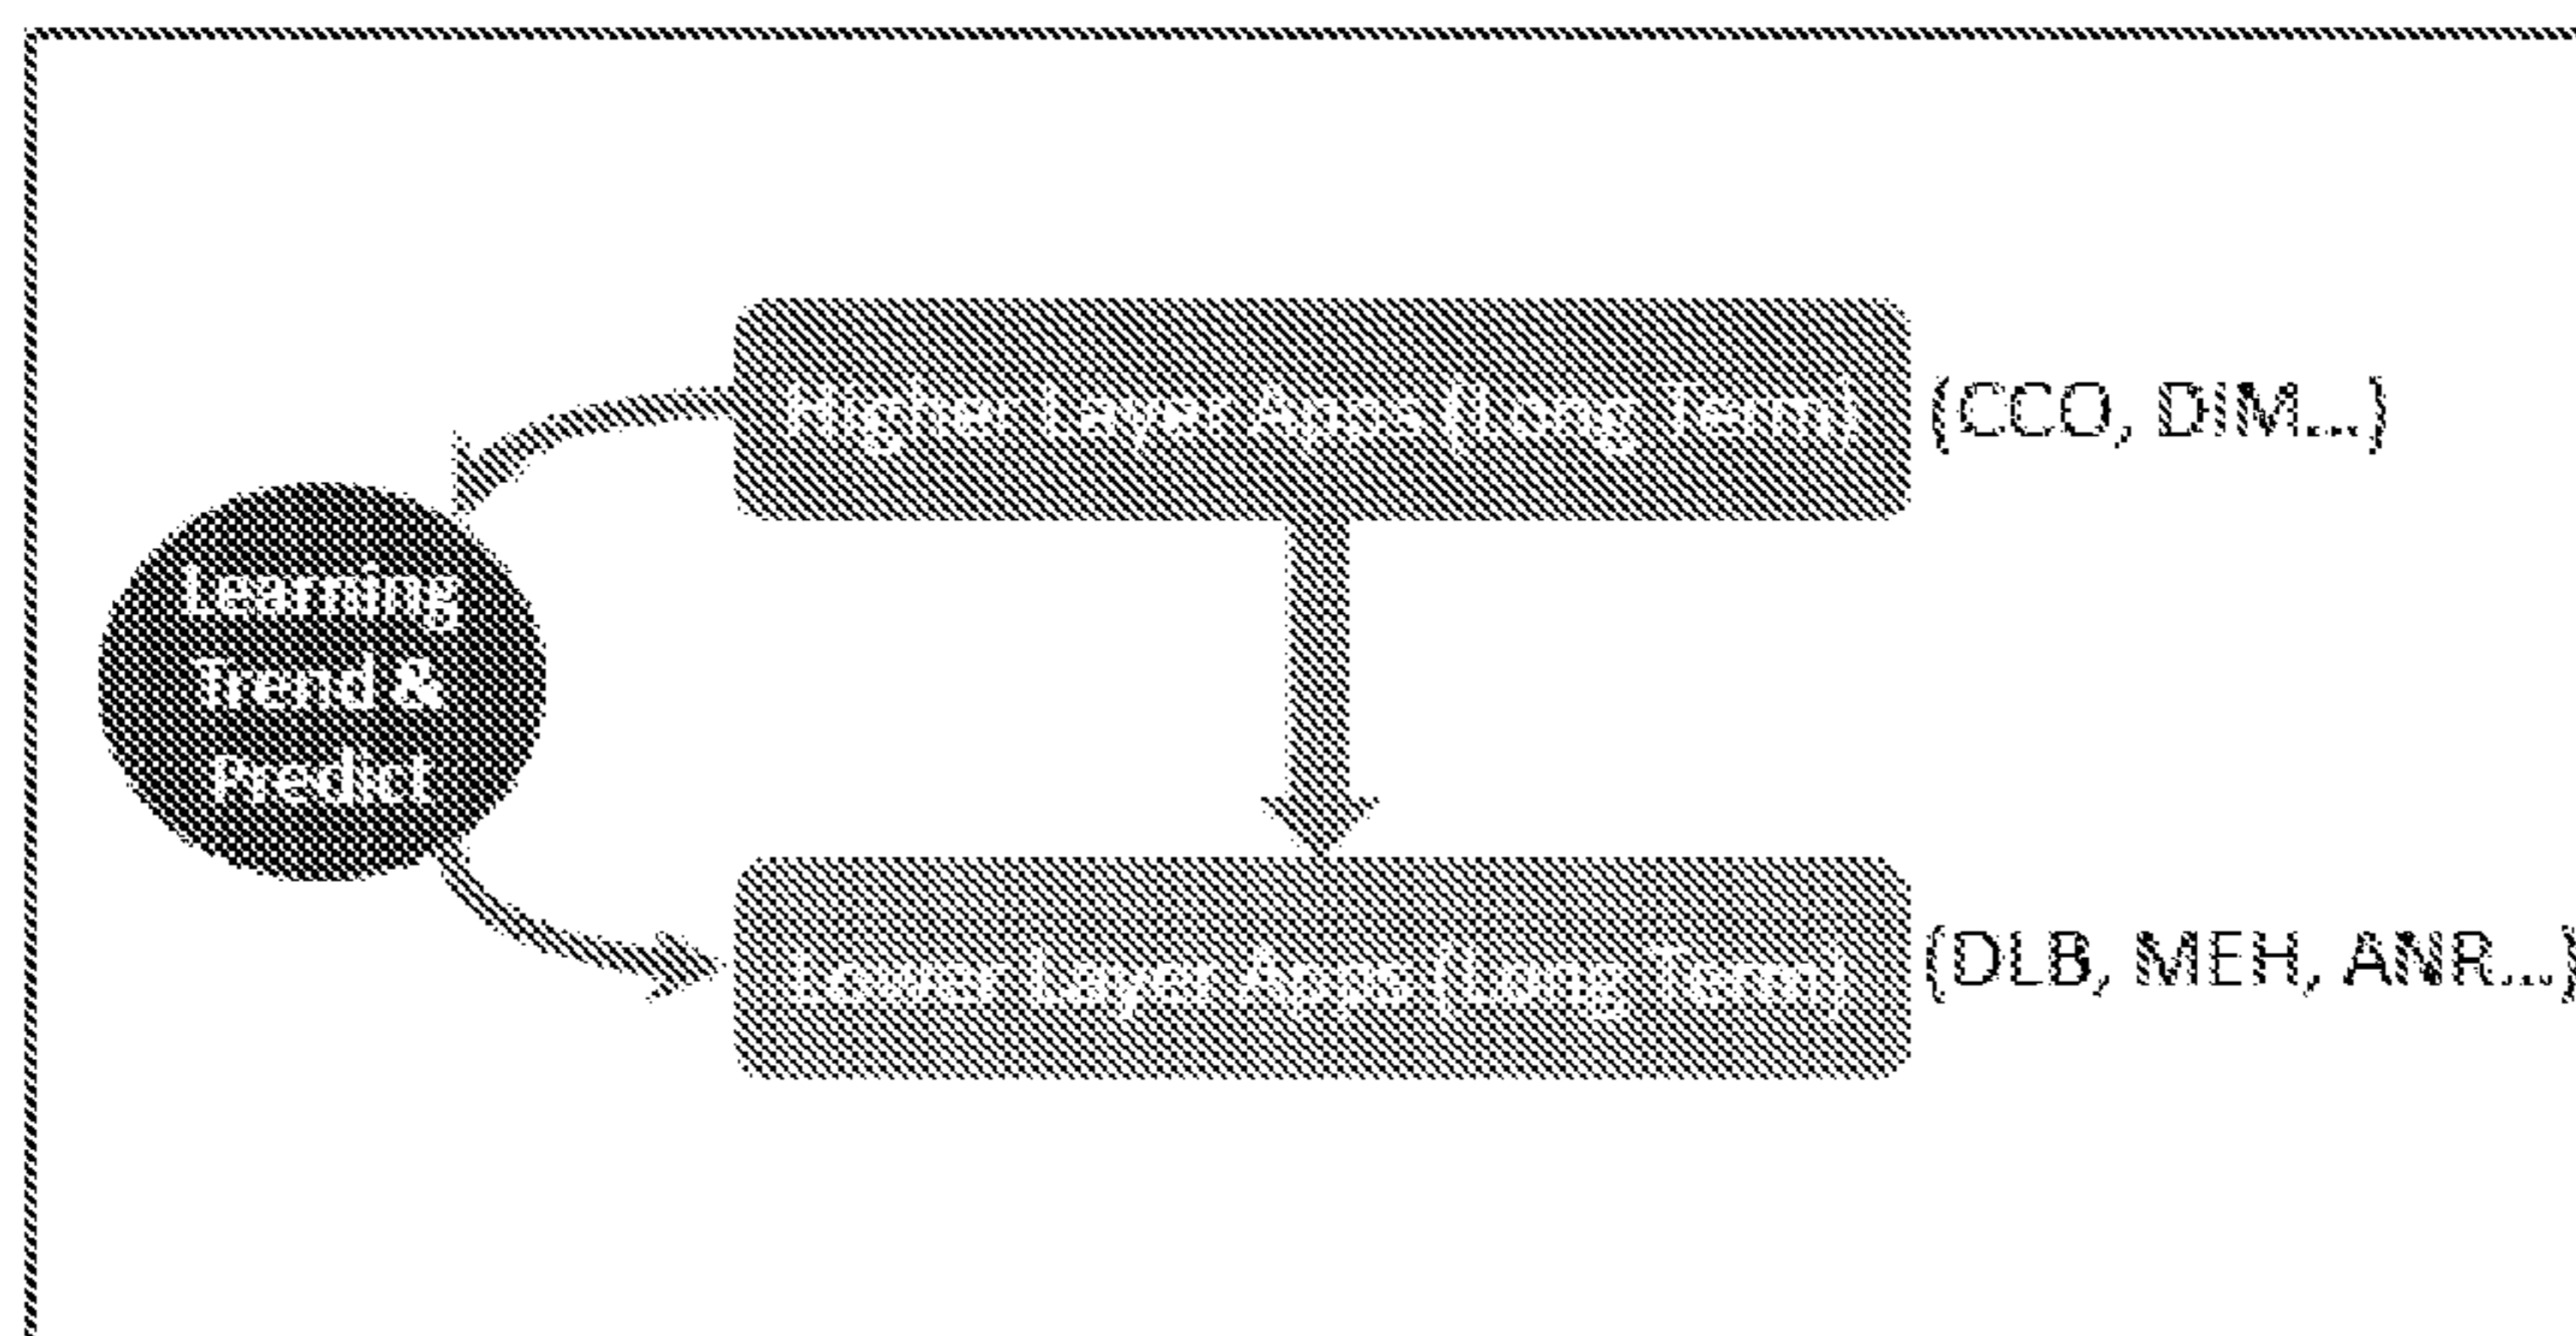 Higher Layer Apps (Long Term) (CCO, DIM...)
Learning
Trend &
Predict
Lower Layer Apps (Long Term) (DLB, MEH, ANR...)